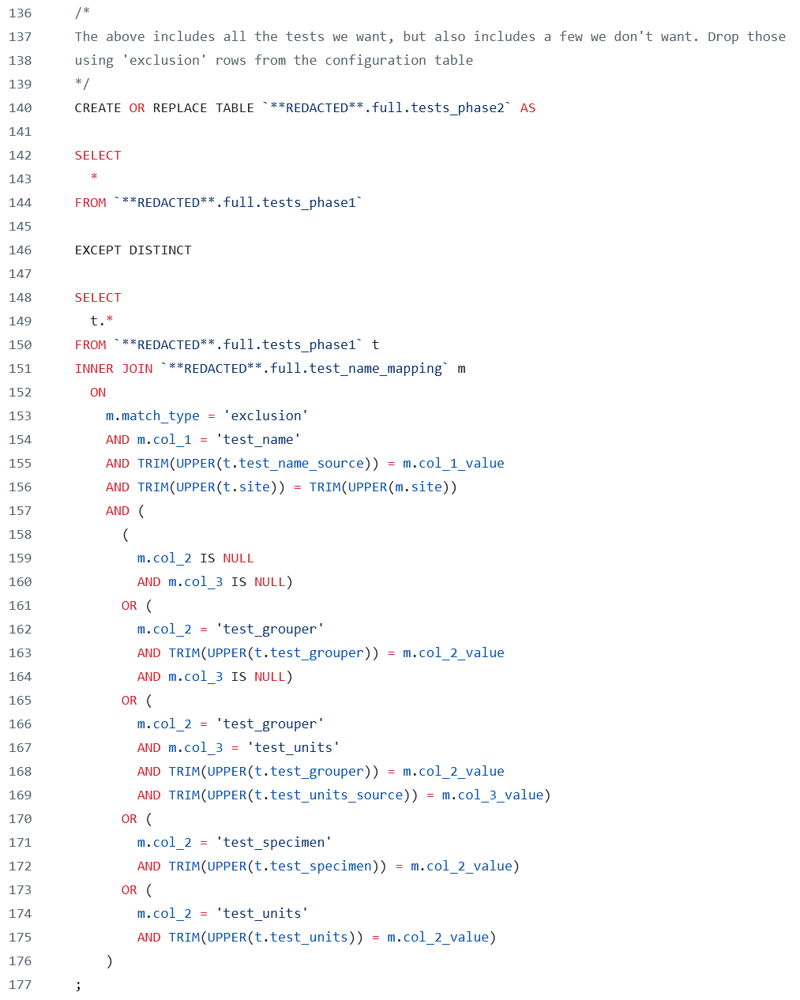 136 /*
137 The above includes all the tests we want, but also includes a few we don't want. Drop those
138 using 'exclusion' rows from the configuration table
139 */
140 CREATE OR REPLACE TABLE `**REDACTED**.full.tests_phase2` AS
141
142 SELECT
143   *
144 FROM `**REDACTED**.full.tests_phase1`
145
146 EXCEPT DISTINCT
147
148 SELECT
149   t.*
150 FROM `**REDACTED**.full.tests_phase1` t
151 INNER JOIN `**REDACTED**.full.test_name_mapping` m
152   ON
153     m.match_type = 'exclusion'
154     AND m.col_1 = 'test_name'
155     AND TRIM(UPPER(t.test_name_source)) = m.col_1_value
156     AND TRIM(UPPER(t.site)) = TRIM(UPPER(m.site))
157     AND (
158       (
159         m.col_2 IS NULL
160         AND m.col_3 IS NULL)
161       OR (
162         m.col_2 = 'test_grouper'
163         AND TRIM(UPPER(t.test_grouper)) = m.col_2_value
164         AND m.col_3 IS NULL)
165       OR (
166         m.col_2 = 'test_grouper'
167         AND m.col_3 = 'test_units'
168         AND TRIM(UPPER(t.test_grouper)) = m.col_2_value
169         AND TRIM(UPPER(t.test_units_source)) = m.col_3_value)
170       OR (
171         m.col_2 = 'test_specimen'
172         AND TRIM(UPPER(t.test_specimen)) = m.col_2_value)
173       OR (
174         m.col_2 = 'test_units'
175         AND TRIM(UPPER(t.test_units)) = m.col_2_value)
176     )
177 ;